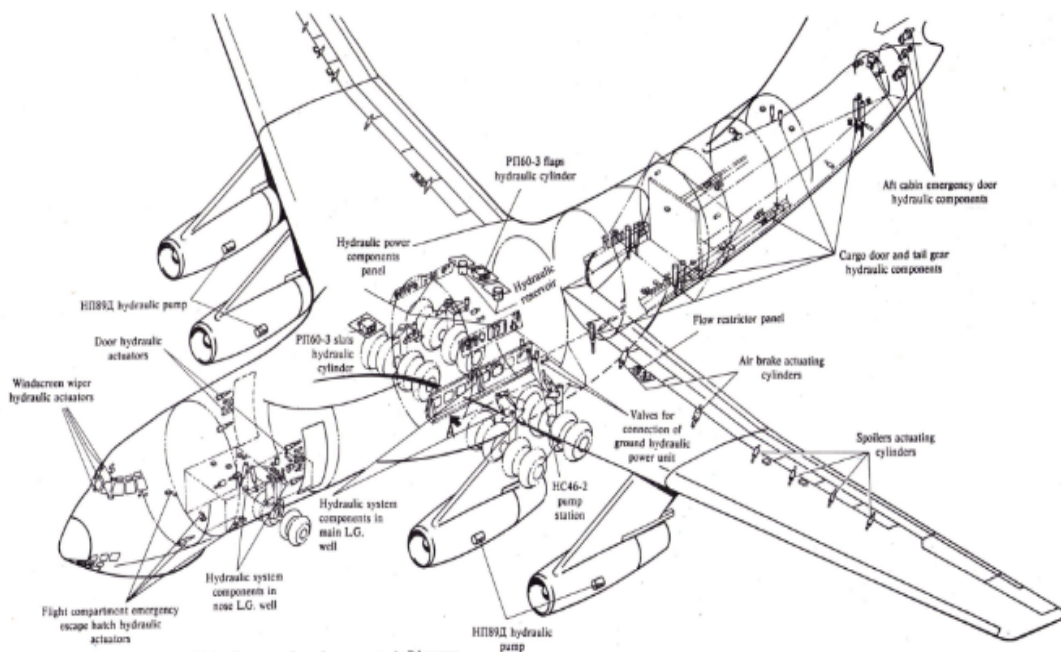 РП60-3 flaps
hydraulic cylinder
Hydraulic power
components
panel
Hydraulic
reservoir
Aft cabin emergency door
hydraulic components
Cargo door and tail gear
hydraulic components
НП89Д hydraulic pump
Flow restrictor panel
Door hydraulic
actuators
РП60-3 slats
hydraulic
cylinder
Air brake actuating
cylinders
Windscreen wiper
hydraulic actuators
Valves for
connection of
ground hydraulic
power unit
Spoilers actuating
cylinders
НС46-2
pump
station
Hydraulic system
components in
main L.G.
well
Hydraulic system
components in
nose L.G. well
Flight compartment emergency
escape hatch hydraulic
actuators
НП89Д hydraulic
pump